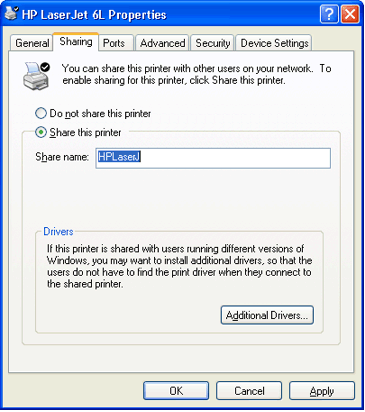 HP LaserJet 6L Properties
General Sharing Ports Advanced Security Device Settings
You can share this printer with other users on your network. To
enable sharing for this printer, click Share this printer.
Do not share this printer
Share this printer
Share name: HPLaserJ
Drivers
If this printer is shared with users running different versions of
Windows, you may want to install additional drivers, so that the
users do not have to find the print driver when they connect to
the shared printer.
Additional Drivers...
OK Cancel Apply